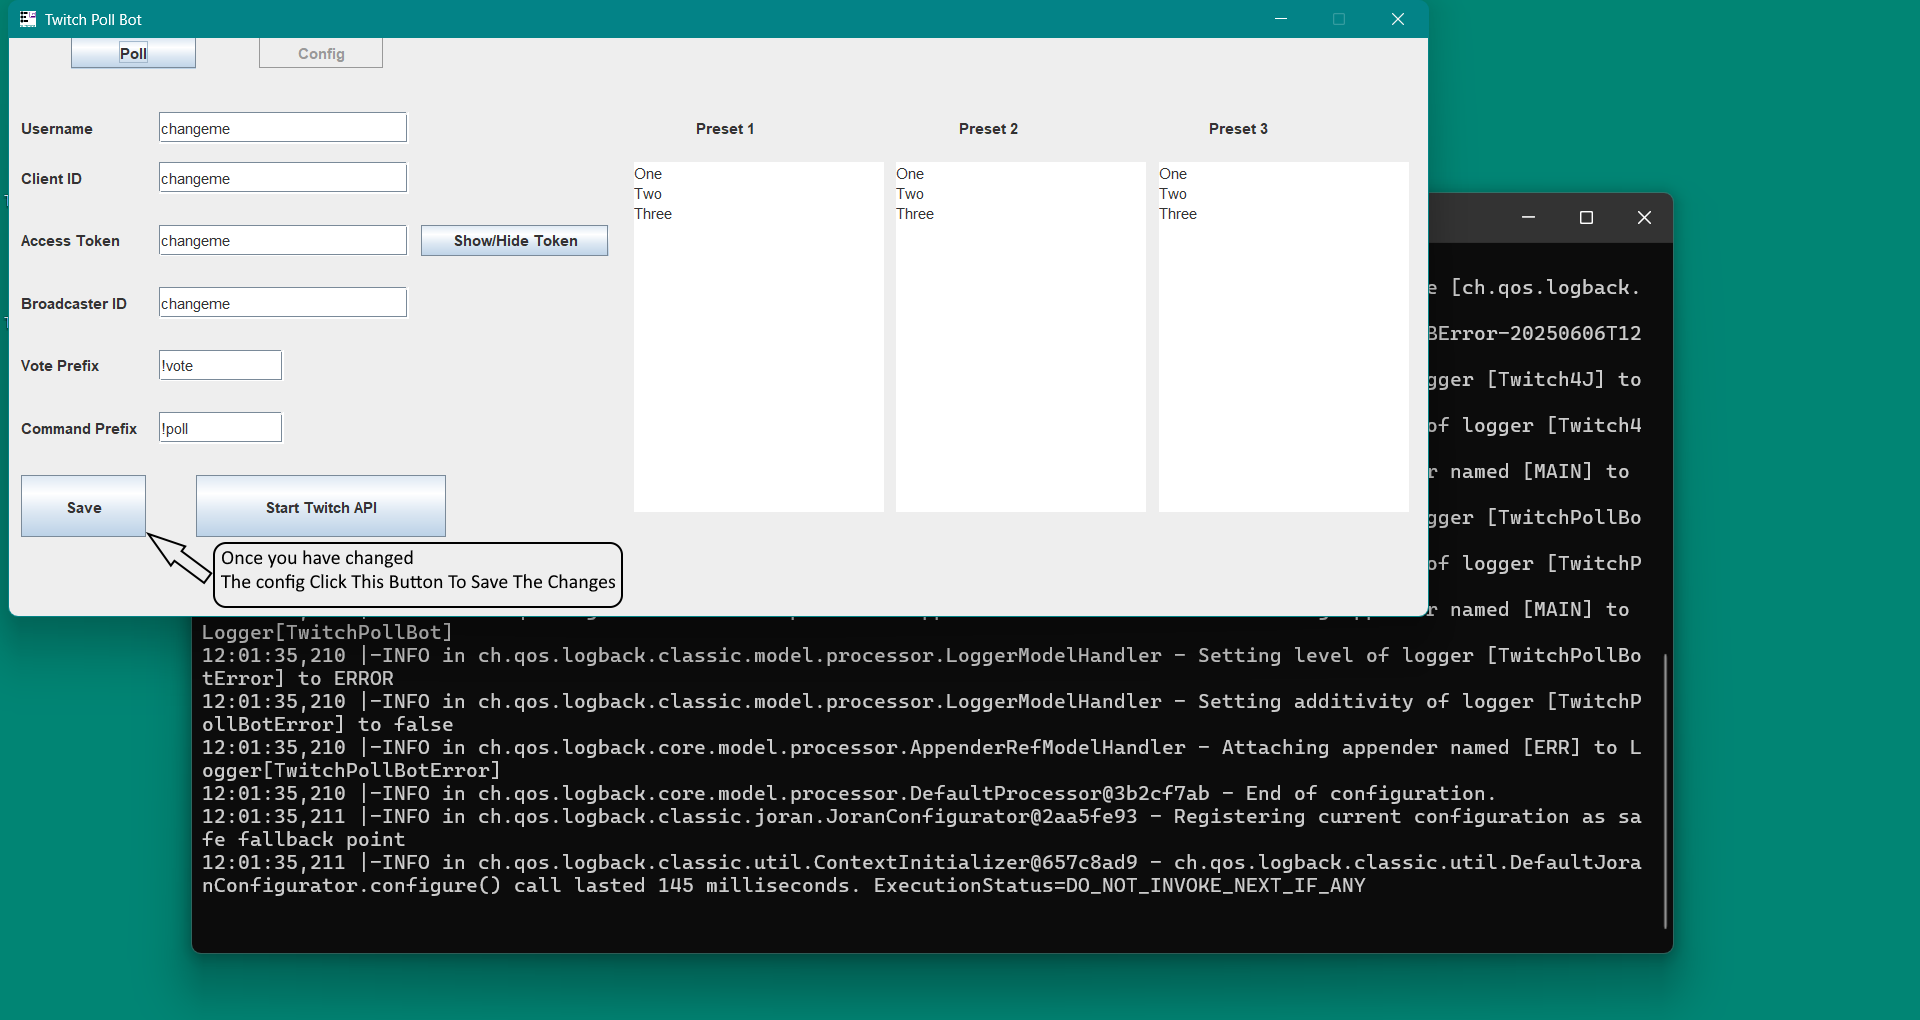 Twitch Poll Bot
Poll
Config
Username
changeme
Client ID
changeme
Access Token
changeme
Show/Hide Token
Broadcaster ID
changeme
Vote Prefix
!vote
Command Prefix
!poll
Save
Start Twitch API
Once you have changed
The config Click This Button To Save The Changes
Preset 1
One
Two
Three
Preset 2
One
Two
Three
Preset 3
One
Two
Three
e [ch.qos.logback.
BError-20250606T12
gger [Twitch4J] to
of logger [Twitch4
r named [MAIN] to
gger [TwitchPollBo
of logger [TwitchP
r named [MAIN] to
Logger[TwitchPollBot]
12:01:35,210 |-INFO in ch.qos.logback.classic.model.processor.LoggerModelHandler - Setting level of logger [TwitchPollBo
tError] to ERROR
12:01:35,210 |-INFO in ch.qos.logback.classic.model.processor.LoggerModelHandler - Setting additivity of logger [TwitchP
ollBotError] to false
12:01:35,210 |-INFO in ch.qos.logback.core.model.processor.AppenderRefModelHandler - Attaching appender named [ERR] to L
ogger[TwitchPollBotError]
12:01:35,210 |-INFO in ch.qos.logback.core.model.processor.DefaultProcessor@3b2cf7ab - End of configuration.
12:01:35,211 |-INFO in ch.qos.logback.classic.joran.JoranConfigurator@2aa5fe93 - Registering current configuration as sa
fe fallback point
12:01:35,211 |-INFO in ch.qos.logback.classic.util.ContextInitializer@657c8ad9 - ch.qos.logback.classic.util.DefaultJora
nConfigurator.configure() call lasted 145 milliseconds. ExecutionStatus=DO_NOT_INVOKE_NEXT_IF_ANY